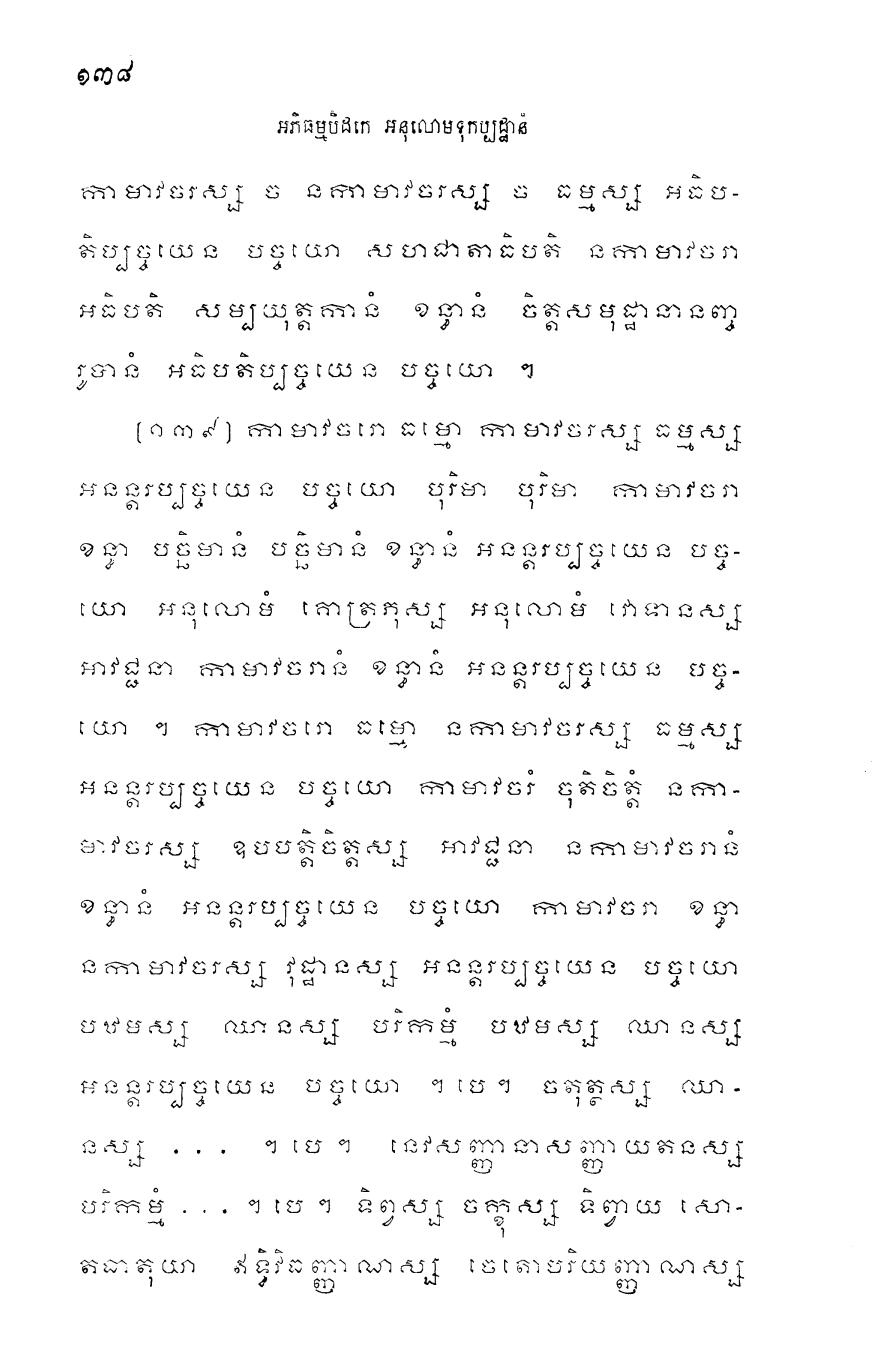 ១៣៨
អភិធម្មបិដកេ អនុលោមទុកប្បដ្ឋានំ
កាមាវចរស្ស ច នកាមាវចរស្ស ច ធម្មស្ស អធិប-
តិប្បច្ចយេន បច្ចយោ សហជាតាធិបតិ នកាមាវចរា
អធិបតិ សម្បយុត្តកានំ ខន្ធានំ ចិត្តសមុដ្ឋានានញ្ច
រូបានំ អធិបតិប្បច្ចយេន បច្ចយោ ។
[១៣៩] កាមាវចរោ ធម្មោ កាមាវចរស្ស ធម្មស្ស
អនន្តរប្បច្ចយេន បច្ចយោ បុរិមា បុរិមា កាមាវចរា
ខន្ធា បច្ឆិមានំ បច្ឆិមានំ ខន្ធានំ អនន្តរប្បច្ចយេន បច្ច-
យោ អនុលោមំ គោត្រភុស្ស អនុលោមំ វោទានស្ស
អាវជ្ជនា កាមាវចរានំ ខន្ធានំ អនន្តរប្បច្ចយេន បច្ច-
យោ ។ កាមាវចរោ ធម្មោ នកាមាវចរស្ស ធម្មស្ស
អនន្តរប្បច្ចយេន បច្ចយោ កាមាវចរំ ចុតិចិត្តំ នកា-
មាវចរស្ស ឧបបត្តិចិត្តស្ស អាវជ្ជនា នកាមាវចរានំ
ខន្ធានំ អនន្តរប្បច្ចយេន បច្ចយោ កាមាវចរា ខន្ធា
នកាមាវចរស្ស វុដ្ឋានស្ស អនន្តរប្បច្ចយេន បច្ចយោ
បឋមស្ស ឈានស្ស បរិកម្មំ បឋមស្ស ឈានស្ស
អនន្តរប្បច្ចយេន បច្ចយោ ។ បេ ។ ចតុត្ថស្ស ឈា-
នស្ស ... ។ បេ ។ នេវសញ្ញានាសញ្ញាយតនស្ស
បរិកម្មំ ... ។ បេ ។ ទិព្វស្ស ចក្ខុស្ស ទិព្វាយ សោ-
តធាតុយា ឥទ្ធិវិធញ្ញាណស្ស ចេតោបរិយញ្ញាណស្ស